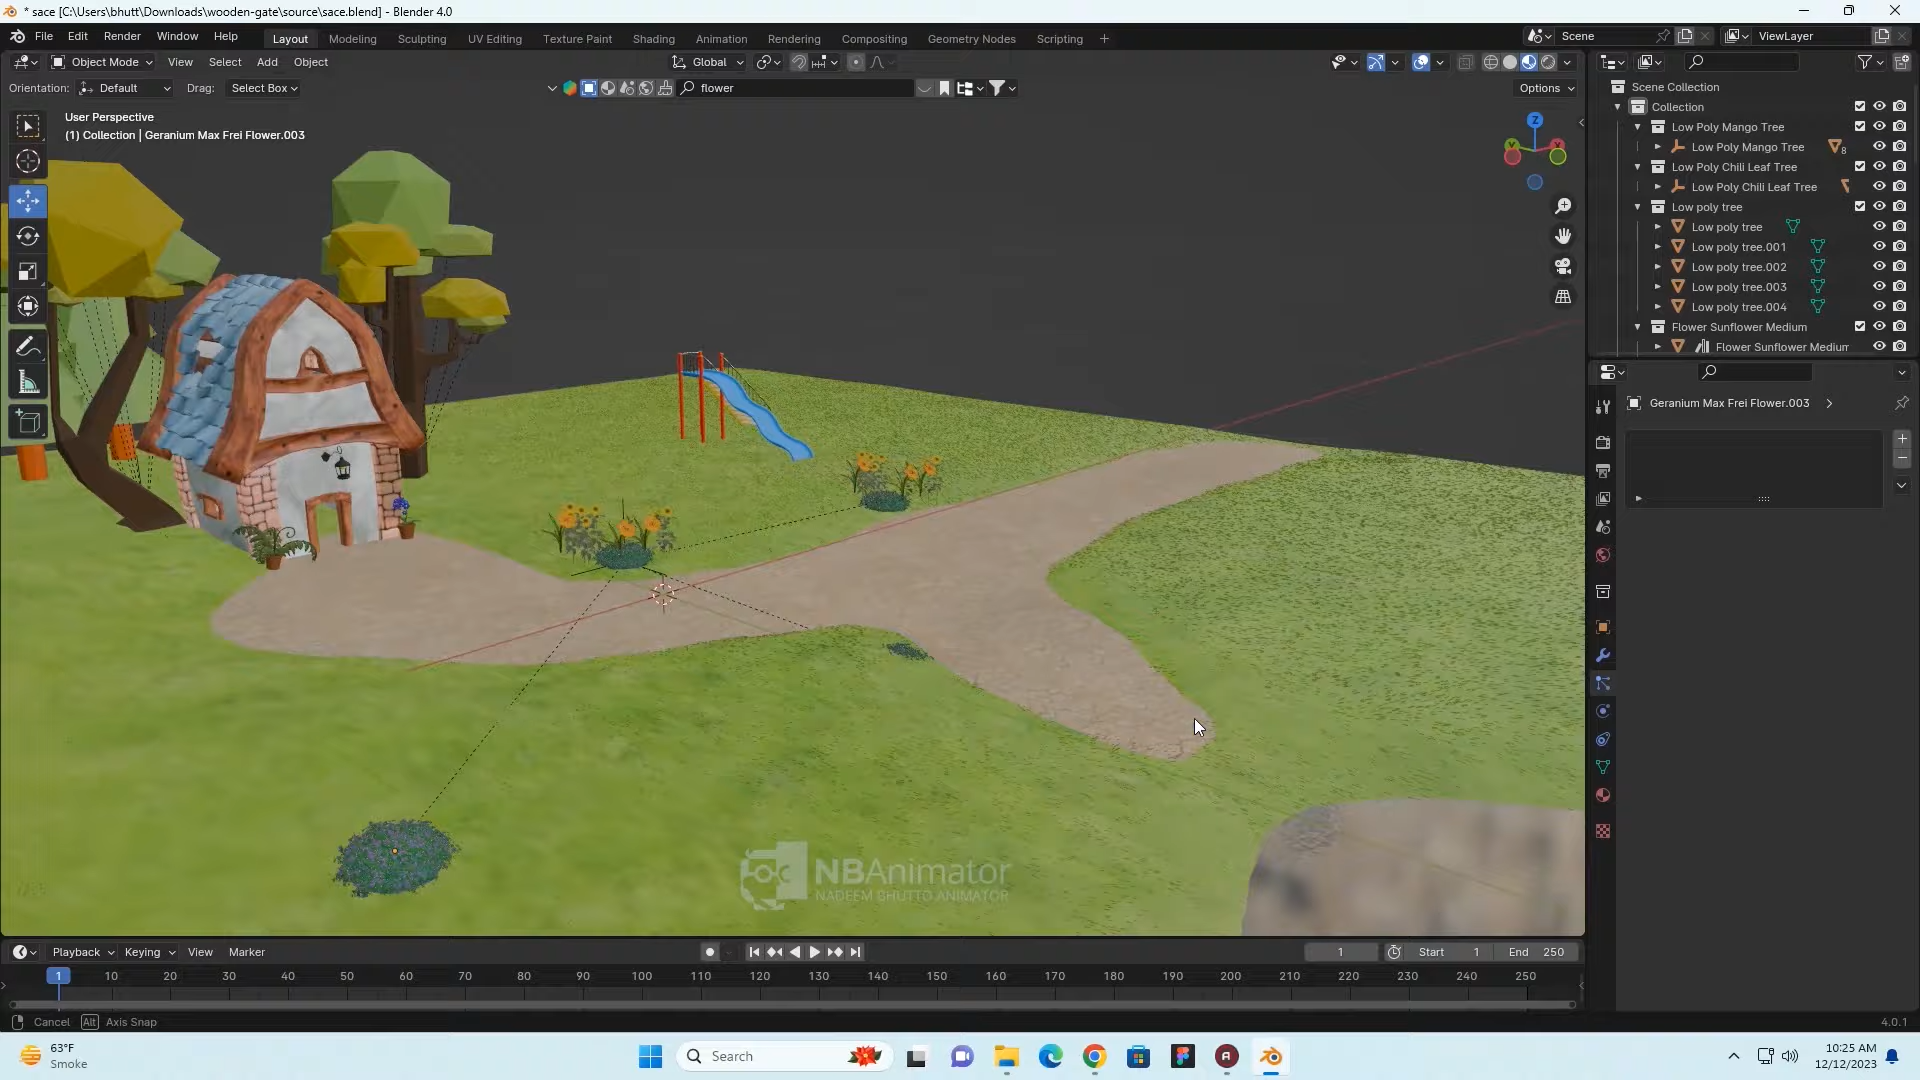 * sace [C:\Users\bhutt\Downloads\wooden-gate\source\sace.blend] - Blender 4.0
File Edit Render Window Help Layout Modeling Sculpting UV Editing Texture Paint Shading Animation Rendering Compositing Geometry Nodes Scripting + Scene ViewLayer
Object Mode View Select Add Object Global
Orientation: Default Drag: Select Box flower Options
User Perspective
(1) Collection | Geranium Max Frei Flower.003
Z
Y
X
Scene Collection
Collection
Low Poly Mango Tree
Low Poly Mango Tree 8
Low Poly Chili Leaf Tree
Low Poly Chili Leaf Tree
Low poly tree
Low poly tree
Low poly tree.001
Low poly tree.002
Low poly tree.003
Low poly tree.004
Flower Sunflower Medium
Flower Sunflower Medium
Geranium Max Frei Flower.003
NBAnimator
NADEEM BHUTTO ANIMATOR
Playback Keying View Marker 1 Start 1 End 250
1 10 20 30 40 50 60 70 80 90 100 110 120 130 140 150 160 170 180 190 200 210 220 230 240 250
Cancel Alt Axis Snap 4.0.1
63°F
Smoke
Search
10:25 AM
12/12/2023